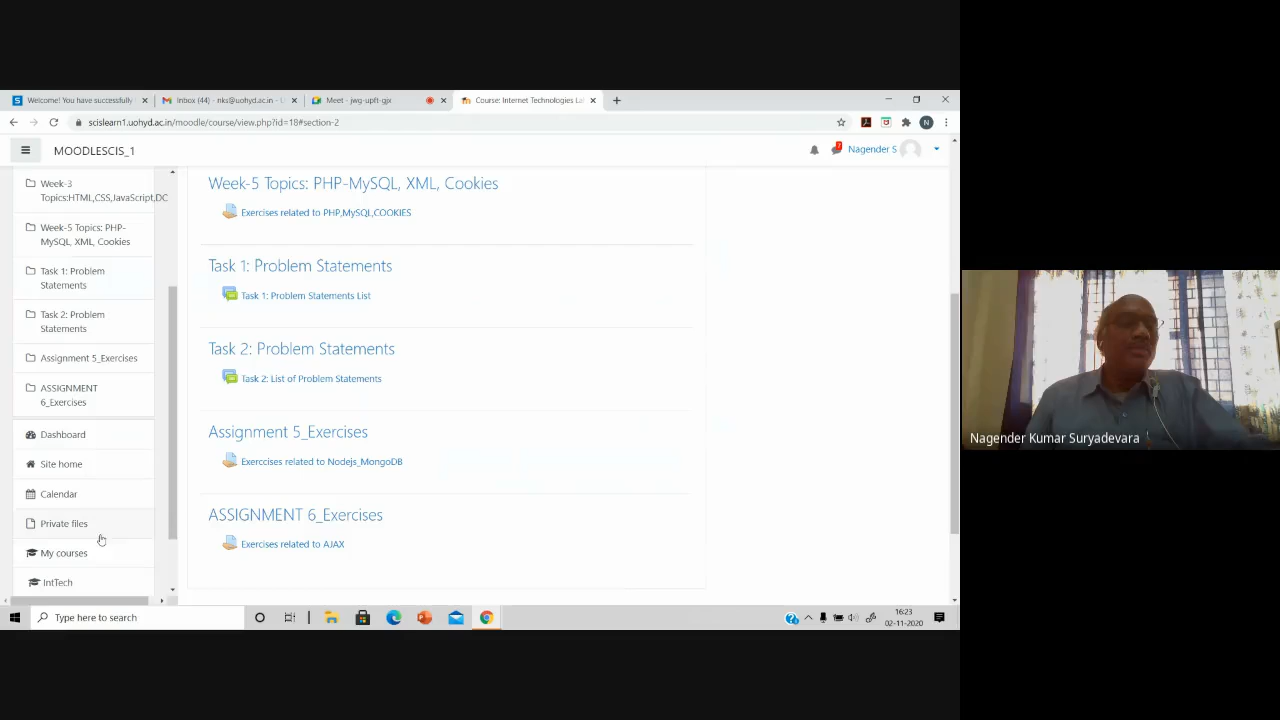 Welcome! You have successfully
Inbox (44) - nks@uohyd.ac.in - U
Meet - jwg-upft-gjx
Course: Internet Technologies La
scislearn1.uohyd.ac.in/moodle/course/view.php?id=18#section-2
N
MOODLESCIS_1
Nagender S
Week-3
Topics:HTML,CSS,JavaScript,DC
Week-5 Topics: PHP-
MySQL, XML, Cookies
Task 1: Problem
Statements
Task 2: Problem
Statements
Assignment 5_Exercises
ASSIGNMENT
6_Exercises
Dashboard
Site home
Calendar
Private files
My courses
IntTech
Week-5 Topics: PHP-MySQL, XML, Cookies
Exercises related to PHP,MySQL,COOKIES
Task 1: Problem Statements
Task 1: Problem Statements List
Task 2: Problem Statements
Task 2: List of Problem Statements
Assignment 5_Exercises
Exerccises related to Nodejs_MongoDB
ASSIGNMENT 6_Exercises
Exercises related to AJAX
Nagender Kumar Suryadevara
Type here to search
16:23
02-11-2020